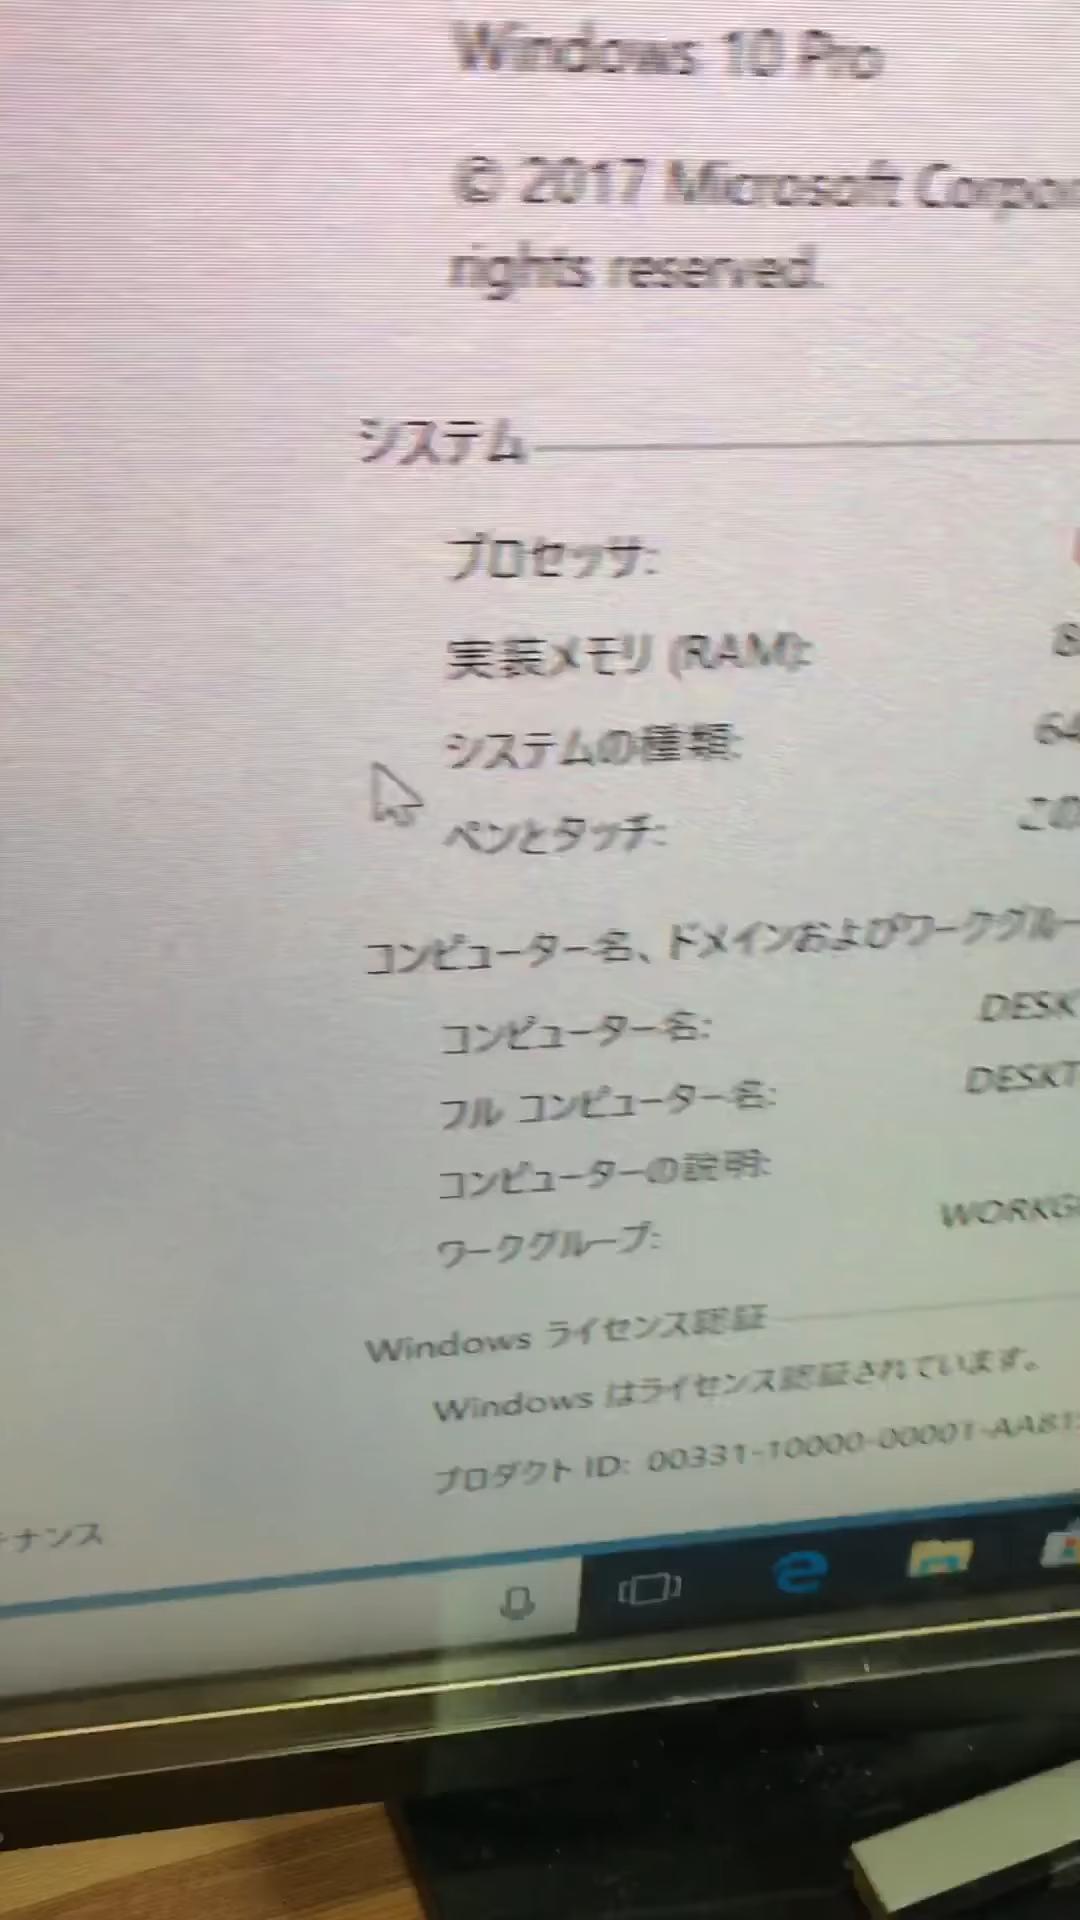 Windows 10 Pro
© 2017 Microsoft
rights reserved.
システム
プロセッサ:
実装メモリ (RAM): 8
システムの種類: 64
ペンとタッチ: この
コンピューター名、ドメインおよびワークグルー
コンピューター名: DESK
フル コンピューター名: DESKT
コンピューターの説明:
ワークグループ: WORKG
Windows ライセンス認証
Windows はライセンス認証されています。
プロダクト ID: 00331-10000-00001-AA81
ナンス